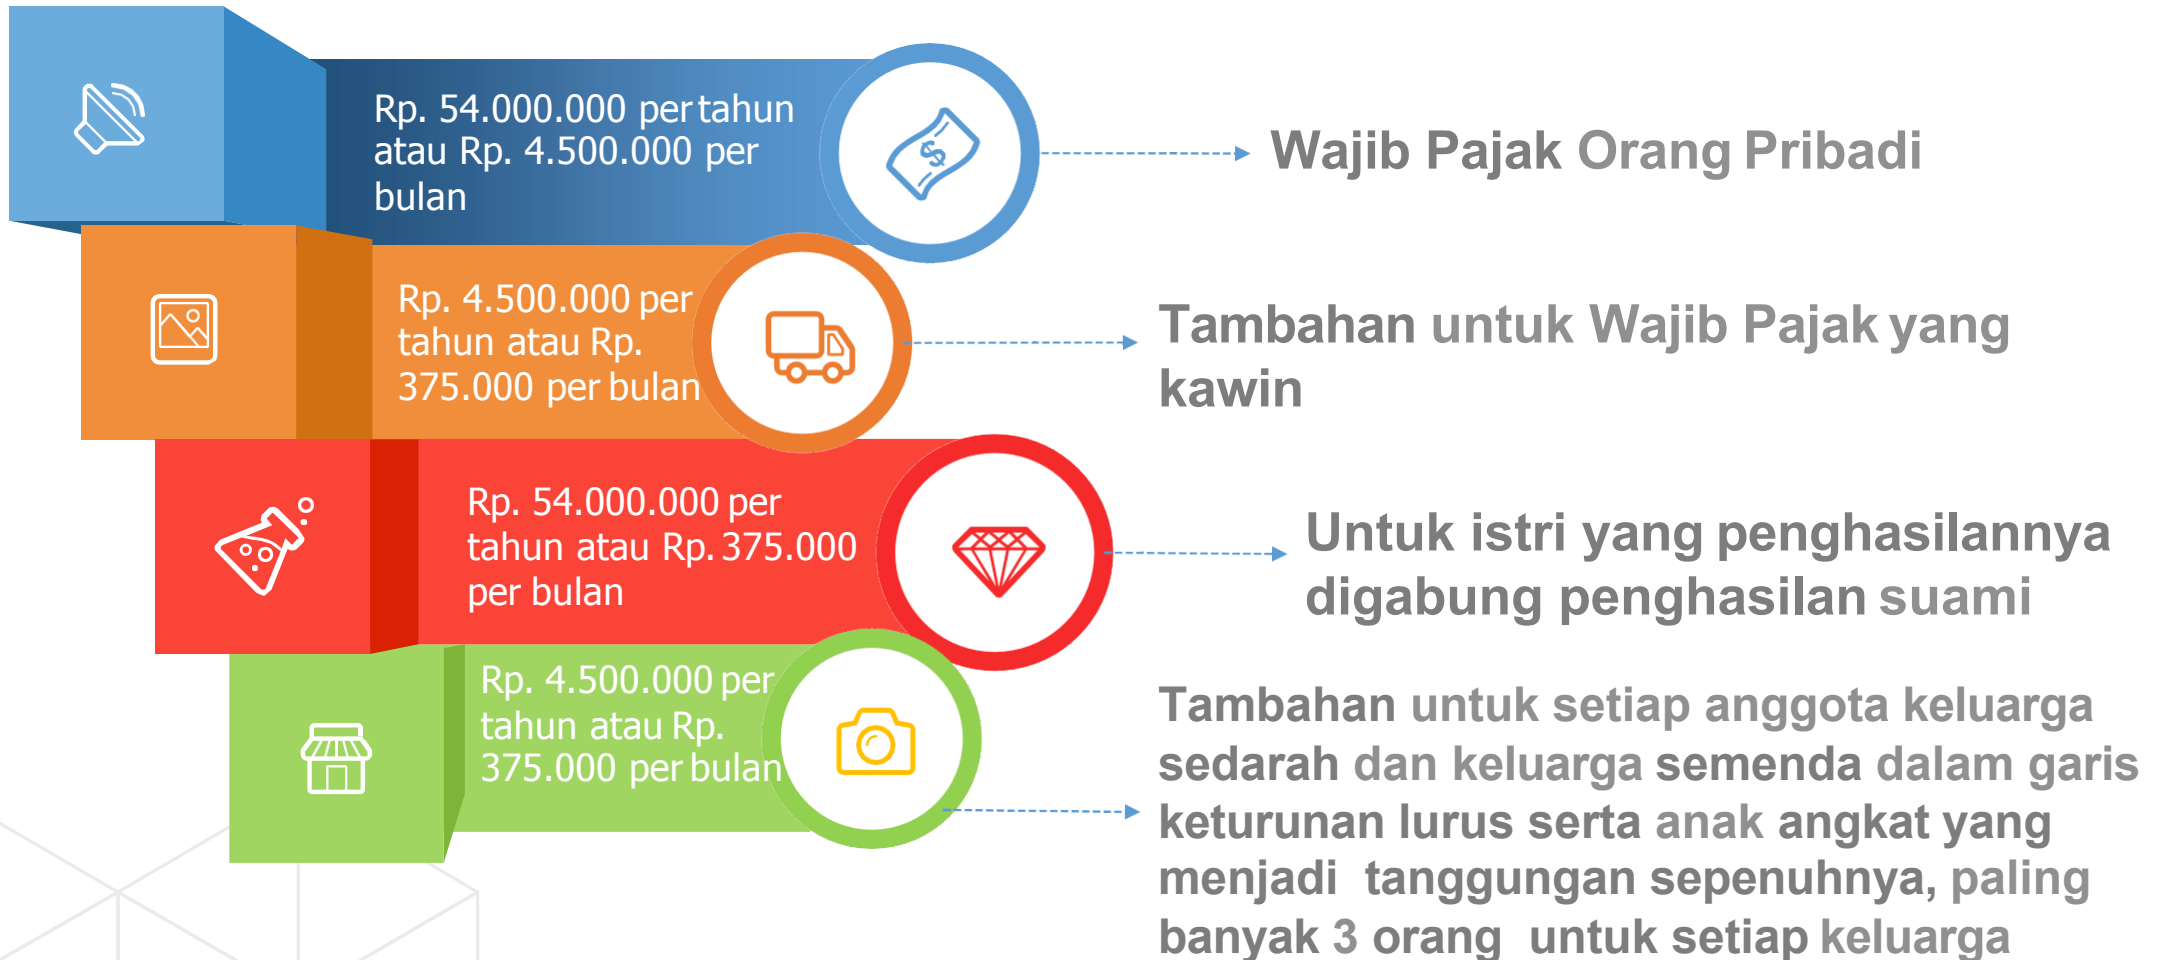 Rp. 54.000.000 per tahun
atau Rp. 4.500.000 per
bulan
Wajib Pajak Orang Pribadi
Rp. 4.500.000 per
tahun atau Rp.
375.000 per bulan
Tambahan untuk Wajib Pajak yang
kawin
Rp. 54.000.000 per
tahun atau Rp. 375.000
per bulan
Untuk istri yang penghasilannya
digabung penghasilan suami
Rp. 4.500.000 per
tahun atau Rp.
375.000 per bulan
Tambahan untuk setiap anggota keluarga
sedarah dan keluarga semenda dalam garis
keturunan lurus serta anak angkat yang
menjadi tanggungan sepenuhnya, paling
banyak 3 orang untuk setiap keluarga